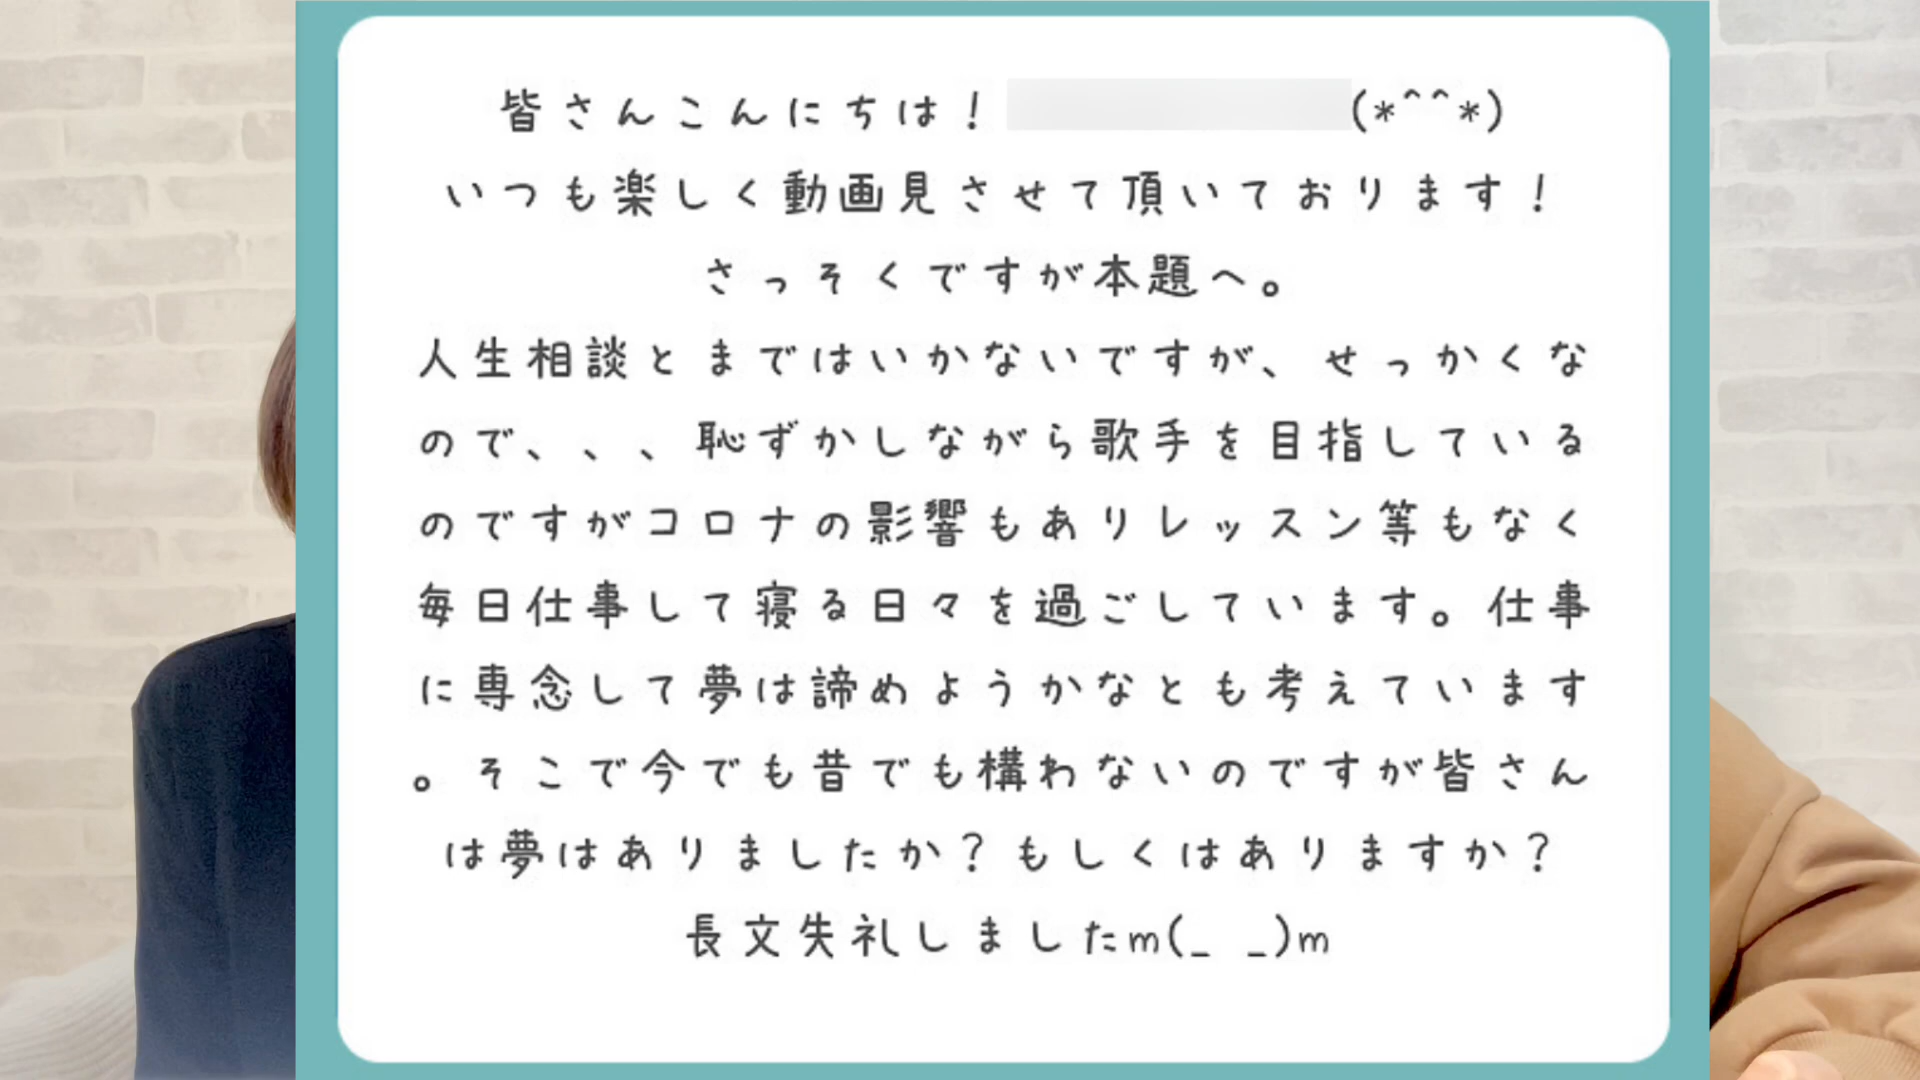 皆さんこんにちは！(*^^*)
いつも楽しく動画見させて頂いております！
さっそくですが本題へ。
人生相談とまではいかないですが、せっかくな
ので、、、恥ずかしながら歌手を目指している
のですがコロナの影響もありレッスン等もなく
毎日仕事して寝る日々を過ごしています。仕事
に専念して夢は諦めようかなとも考えています
。そこで今でも昔でも構わないのですが皆さん
は夢はありましたか？もしくはありますか？
長文失礼しましたm(_ _)m